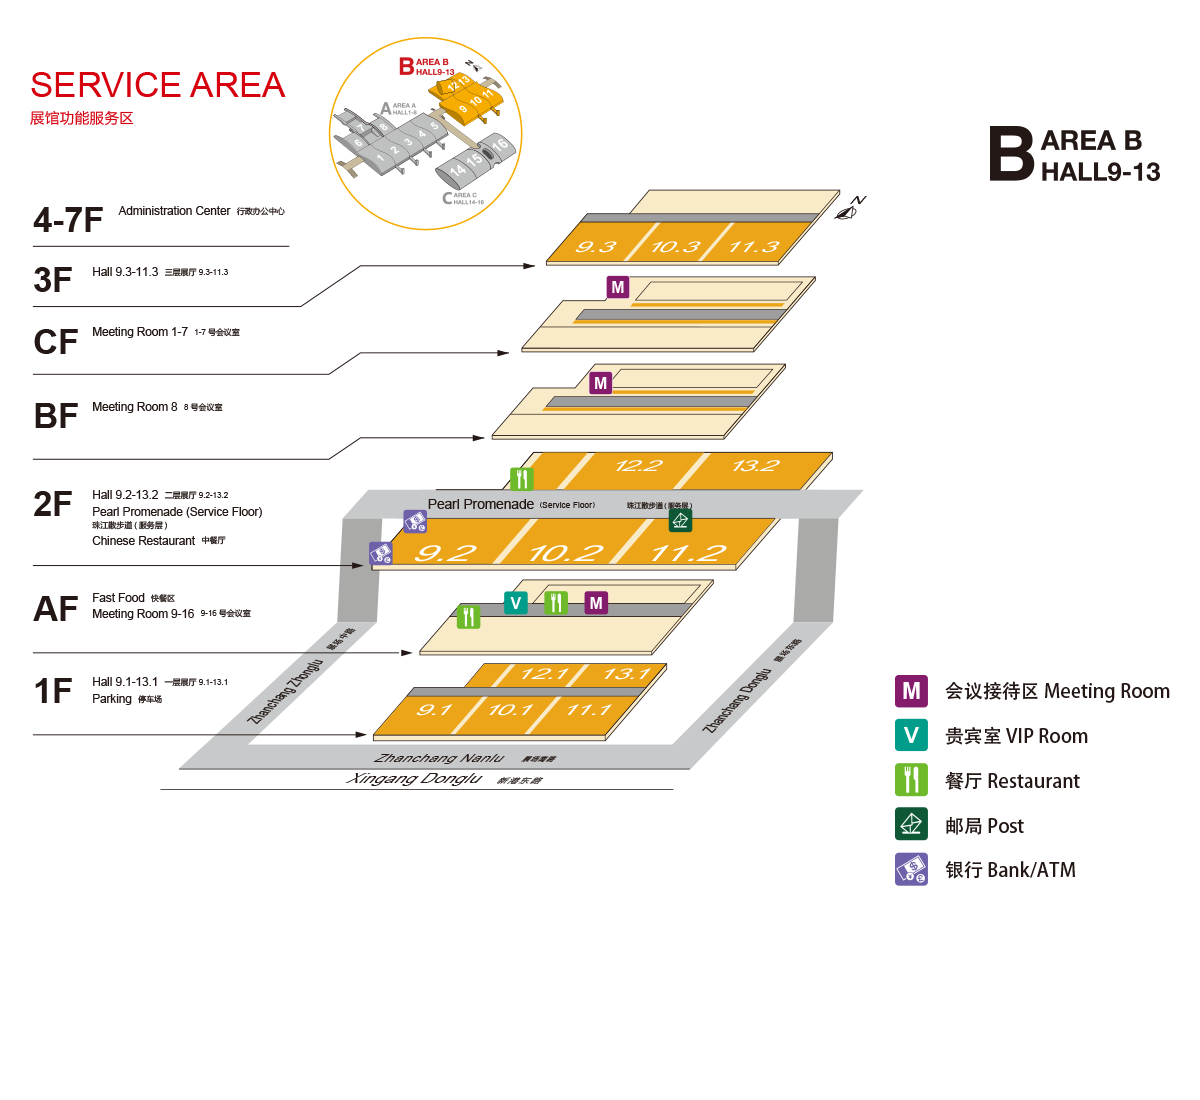 SERVICE AREA
展馆功能服务区
B AREA B
HALL9-13
N
A AREA A
HALL1-8
C AREA C
HALL14-16
1
2
3
4
5
6
7
8
9
10
11
12
13
14
15
16
B AREA B
HALL9-13
4-7F Administration Center 行政办公中心
3F Hall 9.3-11.3 三层展厅 9.3-11.3
CF Meeting Room 1-7 1-7 号会议室
BF Meeting Room 8 8 号会议室
2F Hall 9.2-13.2 二层展厅 9.2-13.2
Pearl Promenade (Service Floor)
珠江散步道 ( 服务层 )
Chinese Restaurant 中餐厅
AF Fast Food 快餐区
Meeting Room 9-16 9-16 号会议室
1F Hall 9.1-13.1 一层展厅 9.1-13.1
Parking 停车场
N
9.3 10.3 11.3
M
M
12.2 13.2
Pearl Promenade (Service Floor) 珠江散步道 ( 服务层 )
9.2 10.2 11.2
V M
12.1 13.1
9.1 10.1 11.1
Zhanchang Zhonglu 展场中路
Zhanchang Donglu 展场东路
Zhanchang Nanlu 展场南路
Xingang Donglu 新港东路
M 会议接待区 Meeting Room
V 贵宾室 VIP Room
餐厅 Restaurant
邮局 Post
银行 Bank/ATM